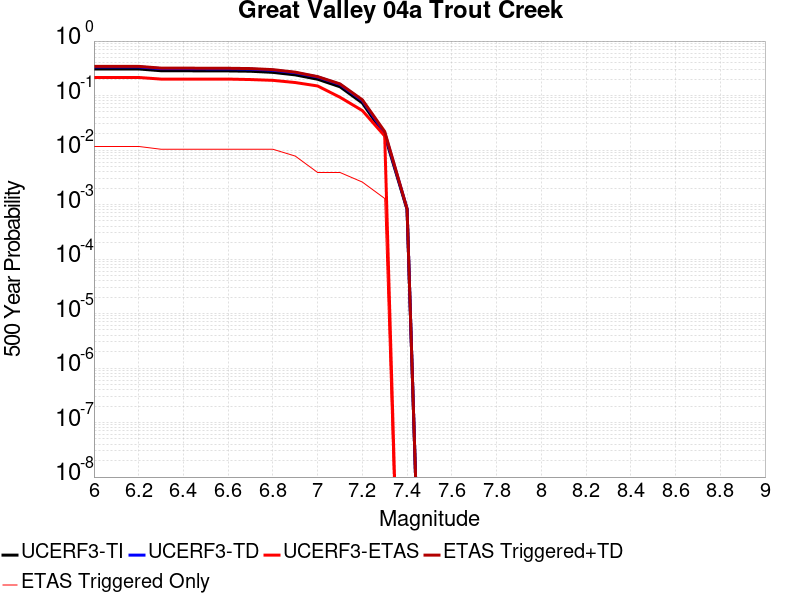 Great Valley 04a Trout Creek
10^0
10^-1
10^-2
10^-3
10^-4
10^-5
10^-6
10^-7
10^-8
500 Year Probability
6 6.2 6.4 6.6 6.8 7 7.2 7.4 7.6 7.8 8 8.2 8.4 8.6 8.8 9
Magnitude
UCERF3-TI UCERF3-TD UCERF3-ETAS ETAS Triggered+TD
ETAS Triggered Only